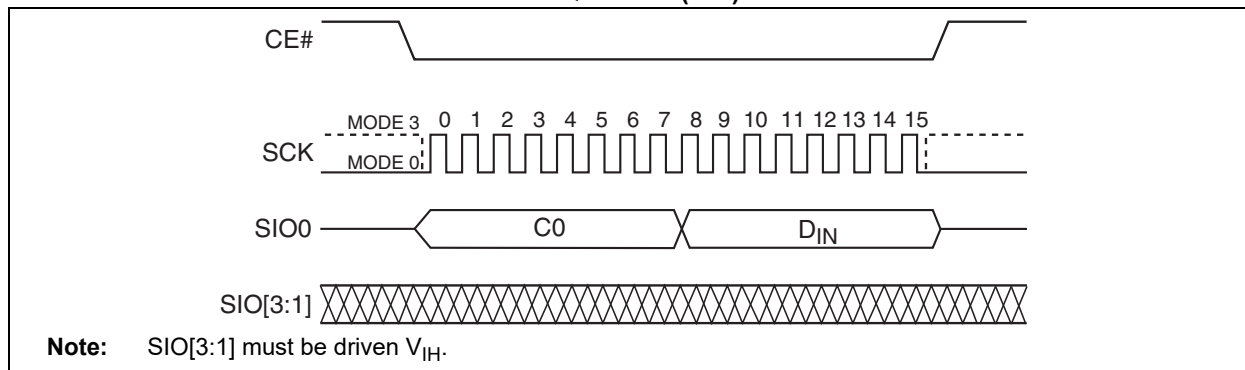 CE#
MODE 3 0 1 2 3 4 5 6 7 8 9 10 11 12 13 14 15
SCK
MODE 0
SIO0 C0 DIN
SIO[3:1]
Note: SIO[3:1] must be driven VIH.